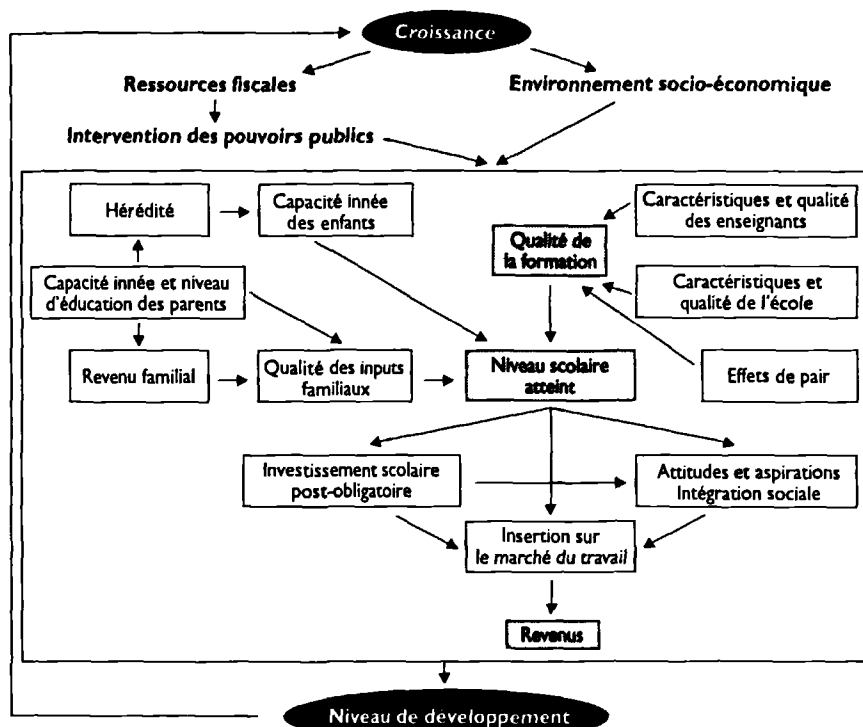 Croissance
Ressources fiscales
Environnement socio-économique
Intervention des pouvoirs publics
Hérédité
Capacité innée
des enfants
Caractéristiques et qualité
des enseignants
Qualité de
la formation
Capacité innée et niveau
d'éducation des parents
Caractéristiques et
qualité de l'école
Revenu familial
Qualité des inputs
familiaux
Niveau scolaire
atteint
Effets de pair
Investissement scolaire
post-obligatoire
Attitudes et aspirations
Intégration sociale
Insertion sur
le marché du travail
Revenus
Niveau de développement